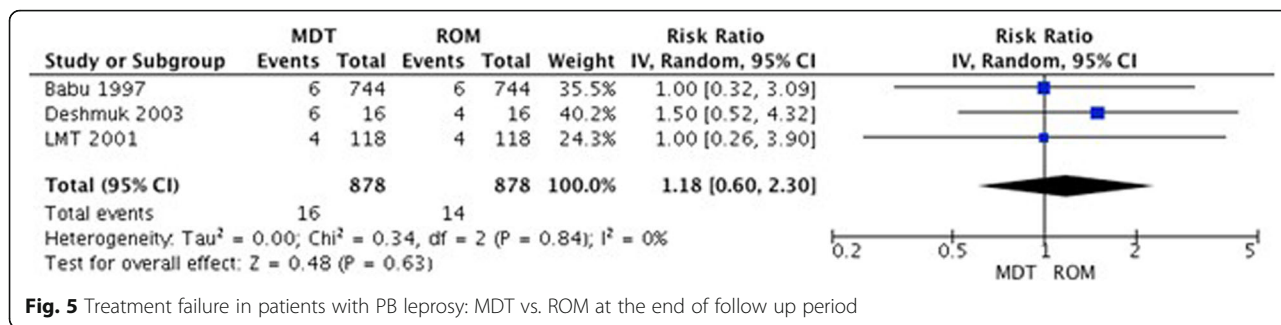 MDT ROM Risk Ratio Risk Ratio
Study or Subgroup Events Total Events Total Weight IV, Random, 95% CI IV, Random, 95% CI
Babu 1997 6 744 6 744 35.5% 1.00 [0.32, 3.09]
Deshmuk 2003 6 16 4 16 40.2% 1.50 [0.52, 4.32]
LMT 2001 4 118 4 118 24.3% 1.00 [0.26, 3.90]
Total (95% CI) 878 878 100.0% 1.18 [0.60, 2.30]
Total events 16 14
Heterogeneity: Tau² = 0.00; Chi² = 0.34, df = 2 (P = 0.84); I² = 0%
Test for overall effect: Z = 0.48 (P = 0.63)
0.2 0.5 1 2 5
MDT ROM
Fig. 5 Treatment failure in patients with PB leprosy: MDT vs. ROM at the end of follow up period